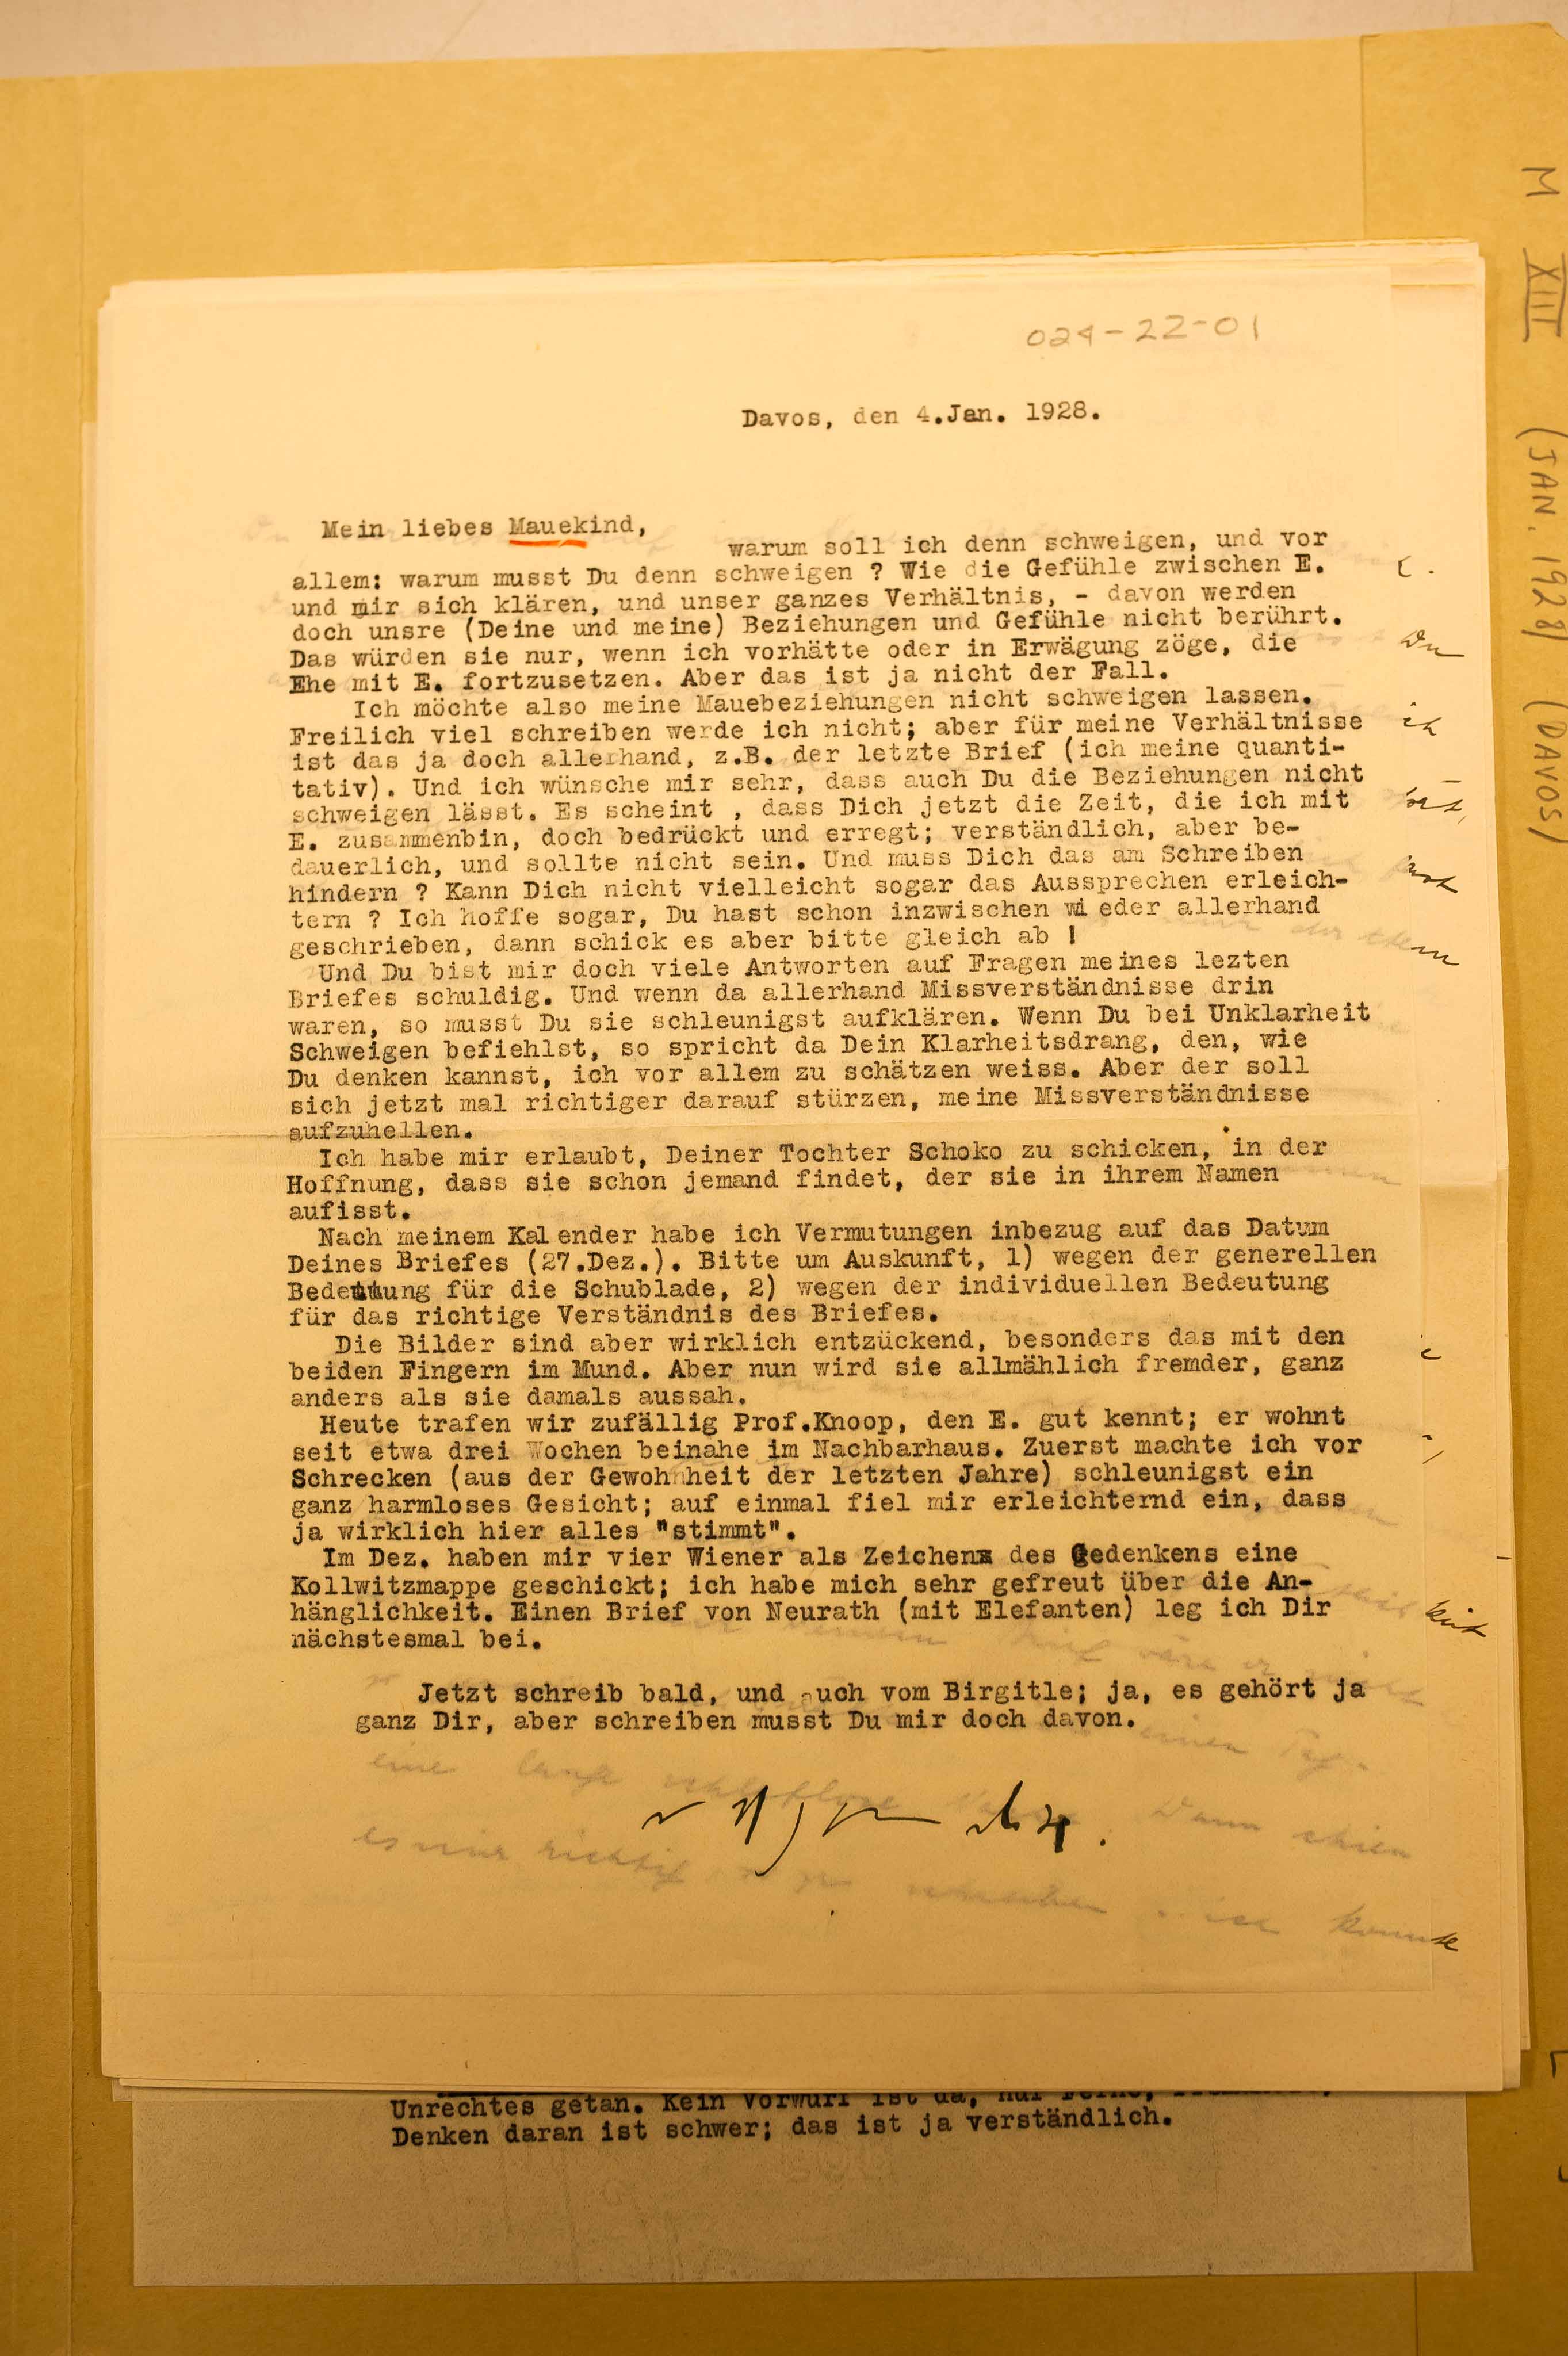 024-22-01
Davos, den 4.Jan. 1928.
Mein liebes Mauekind,
warum soll ich denn schweigen, und vor
allem: warum musst Du denn schweigen ? Wie die Gefühle zwischen E.
und mir sich klären, und unser ganzes Verhältnis, - davon werden
doch unsre (Deine und meine) Beziehungen und Gefühle nicht berührt.
Das würden sie nur, wenn ich vorhätte oder in Erwägung zöge, die
Ehe mit E. fortzusetzen. Aber das ist ja nicht der Fall.
Ich möchte also meine Mauebeziehungen nicht schweigen lassen.
Freilich viel schreiben werde ich nicht; aber für meine Verhältnisse
ist das ja doch allerhand, z.B. der letzte Brief (ich meine quanti-
tativ). Und ich wünsche mir sehr, dass auch Du die Beziehungen nicht
schweigen lässt. Es scheint , dass Dich jetzt die Zeit, die ich mit
E. zusammenbin, doch bedrückt und erregt; verständlich, aber be-
dauerlich, und sollte nicht sein. Und muss Dich das am Schreiben
hindern ? Kann Dich nicht vielleicht sogar das Aussprechen erleich-
tern ? Ich hoffe sogar, Du hast schon inzwischen wi eder allerhand
geschrieben, dann schick es aber bitte gleich ab !
Und Du bist mir doch viele Antworten auf Fragen meines lezten
Briefes schuldig. Und wenn da allerhand Missverständnisse drin
waren, so musst Du sie schleunigst aufklären. Wenn Du bei Unklarheit
Schweigen befiehlst, so spricht da Dein Klarheitsdrang, den, wie
Du denken kannst, ich vor allem zu schätzen weiss. Aber der soll
sich jetzt mal richtiger darauf stürzen, meine Missverständnisse
aufzuhellen.
Ich habe mir erlaubt, Deiner Tochter Schoko zu schicken, in der
Hoffnung, dass sie schon jemand findet, der sie in ihrem Namen
aufisst.
Nach meinem Kalender habe ich Vermutungen inbezug auf das Datum
Deines Briefes (27.Dez.). Bitte um Auskunft, 1) wegen der generellen
Bedeutung für die Schublade, 2) wegen der individuellen Bedeutung
für das richtige Verständnis des Briefes.
Die Bilder sind aber wirklich entzückend, besonders das mit den
beiden Fingern im Mund. Aber nun wird sie allmählich fremder, ganz
anders als sie damals aussah.
Heute trafen wir zufällig Prof.Knoop, den E. gut kennt; er wohnt
seit etwa drei Wochen beinahe im Nachbarhaus. Zuerst machte ich vor
Schrecken (aus der Gewohnheit der letzten Jahre) schleunigst ein
ganz harmloses Gesicht; auf einmal fiel mir erleichternd ein, dass
ja wirklich hier alles "stimmt".
Im Dez. haben mir vier Wiener als Zeichen des Gedenkens eine
Kollwitzmappe geschickt; ich habe mich sehr gefreut über die An-
hänglichkeit. Einen Brief von Neurath (mit Elefanten) leg ich Dir
nächstesmal bei.
Jetzt schreib bald, und auch vom Birgitle; ja, es gehört ja
ganz Dir, aber schreiben musst Du mir doch davon.
Unrechtes getan. Kein Vorwurf ist da, nur
Denken daran ist schwer; das ist ja verständlich.
M XIII (JAN. 1928) (DAVOS)